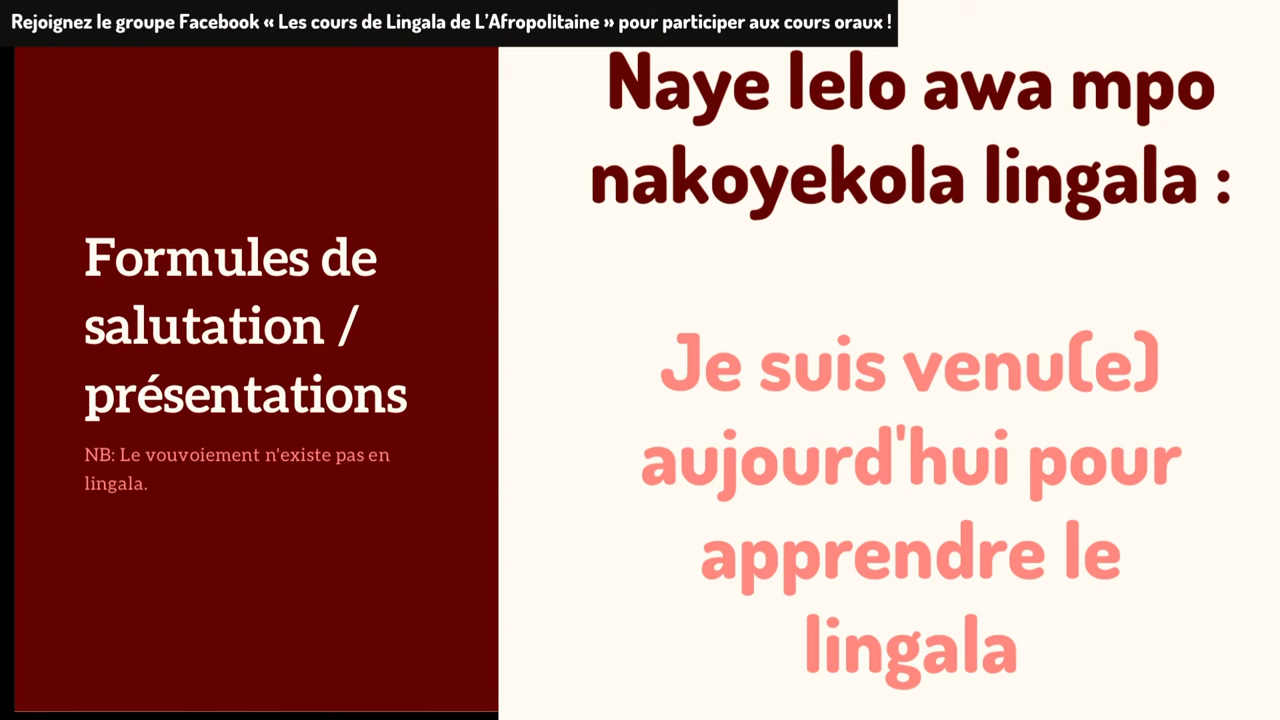 Rejoignez le groupe Facebook « Les cours de Lingala de L’Afropolitaine » pour participer aux cours oraux !
Formules de
salutation /
présentations
NB: Le vouvoiement n'existe pas en
lingala.
Naye lelo awa mpo
nakoyekola lingala :
Je suis venu(e)
aujourd'hui pour
apprendre le
lingala